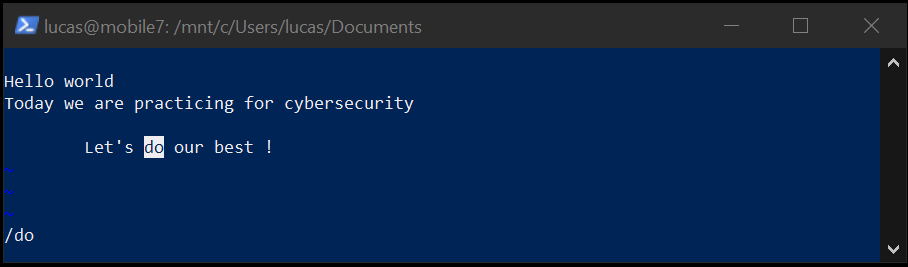 lucas@mobile7: /mnt/c/Users/lucas/Documents
Hello world
Today we are practicing for cybersecurity
Let's do our best !
~
~
~
/do